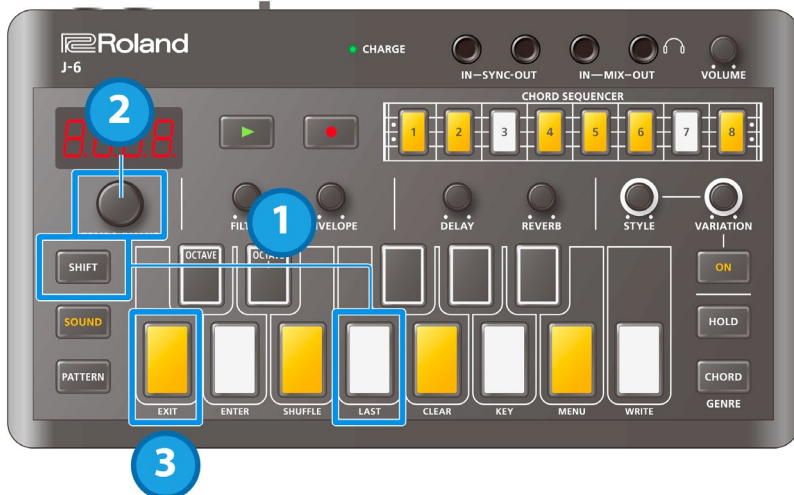 Roland
J-6
CHARGE
IN-SYNC-OUT
IN—MIX—OUT
VOLUME
2
CHORD SEQUENCER
1 2 3 4 5 6 7 8
1
DELAY
REVERB
STYLE
VARIATION
SHIFT
OCTAVE
ON
SOUND
HOLD
PATTERN
CHORD
EXIT
ENTER
SHUFFLE
LAST
CLEAR
KEY
MENU
WRITE
GENRE
3